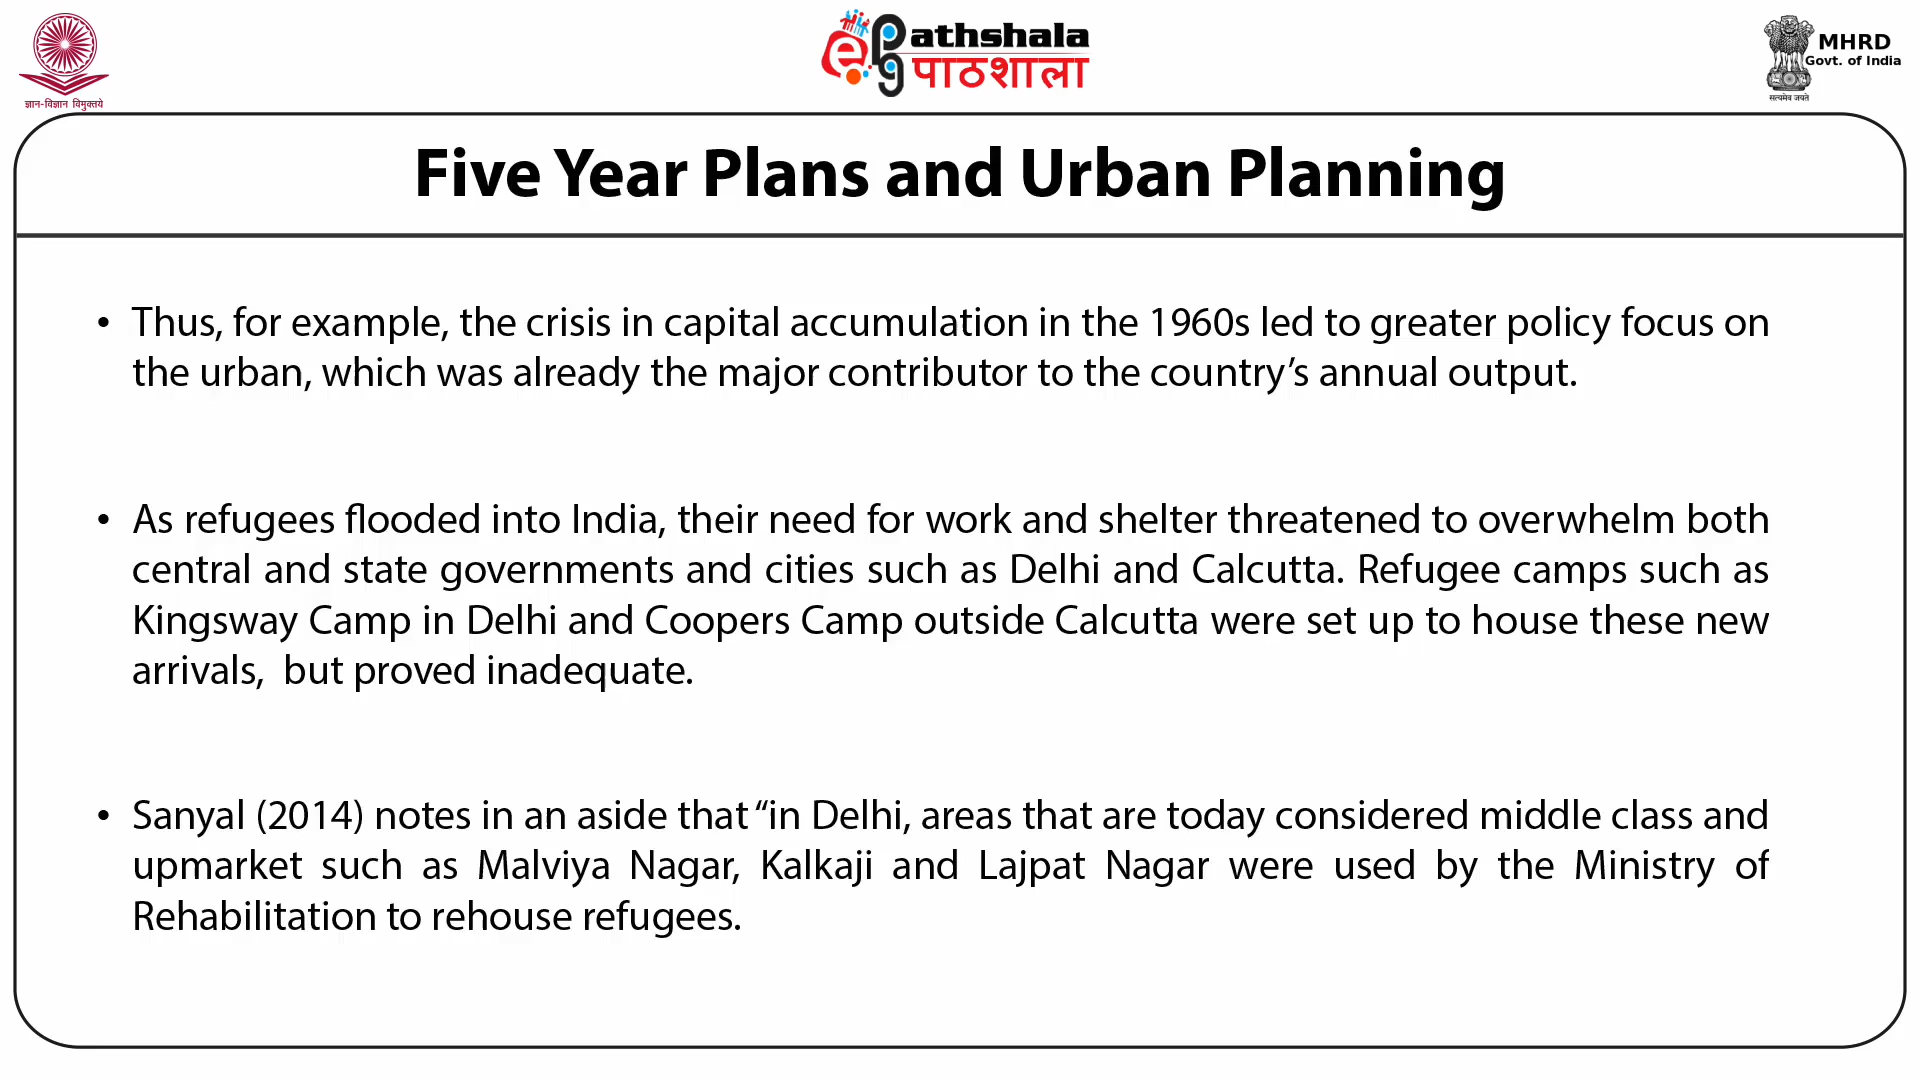 ज्ञान-विज्ञान विमुक्तये
ePathshala
पाठशाला
MHRD
Govt. of India
सत्यमेव जयते
Five Year Plans and Urban Planning
• Thus, for example, the crisis in capital accumulation in the 1960s led to greater policy focus on
the urban, which was already the major contributor to the country’s annual output.
• As refugees flooded into India, their need for work and shelter threatened to overwhelm both
central and state governments and cities such as Delhi and Calcutta. Refugee camps such as
Kingsway Camp in Delhi and Coopers Camp outside Calcutta were set up to house these new
arrivals,  but proved inadequate.
• Sanyal (2014) notes in an aside that “in Delhi, areas that are today considered middle class and
upmarket such as Malviya Nagar, Kalkaji and Lajpat Nagar were used by the Ministry of
Rehabilitation to rehouse refugees.